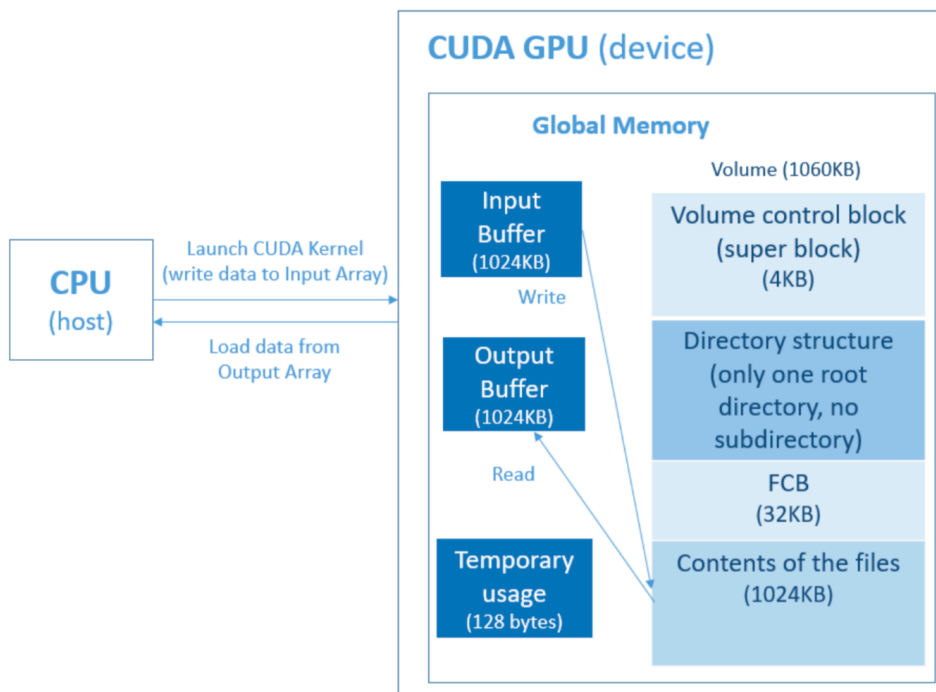 CUDA GPU (device)
Global Memory
Volume (1060KB)
Input
Buffer
(1024KB)
Volume control block
(super block)
(4KB)
Launch CUDA Kernel
(write data to Input Array)
CPU
(host)
Write
Load data from
Output Array
Output
Buffer
(1024KB)
Directory structure
(only one root
directory, no
subdirectory)
Read
FCB
(32KB)
Temporary
usage
(128 bytes)
Contents of the files
(1024KB)